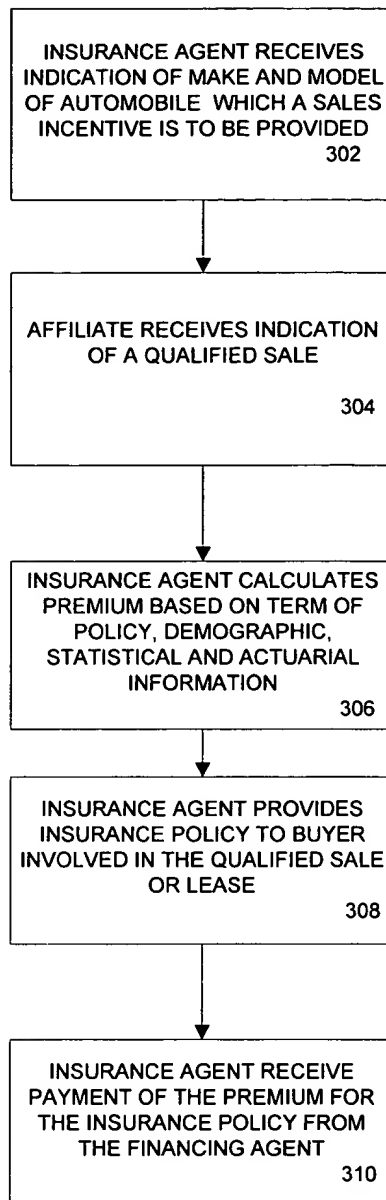 INSURANCE AGENT RECEIVES
INDICATION OF MAKE AND MODEL
OF AUTOMOBILE WHICH A SALES
INCENTIVE IS TO BE PROVIDED
302
AFFILIATE RECEIVES INDICATION
OF A QUALIFIED SALE
304
INSURANCE AGENT CALCULATES
PREMIUM BASED ON TERM OF
POLICY, DEMOGRAPHIC,
STATISTICAL AND ACTUARIAL
INFORMATION
306
INSURANCE AGENT PROVIDES
INSURANCE POLICY TO BUYER
INVOLVED IN THE QUALIFIED SALE
OR LEASE
308
INSURANCE AGENT RECEIVE
PAYMENT OF THE PREMIUM FOR
THE INSURANCE POLICY FROM
THE FINANCING AGENT
310